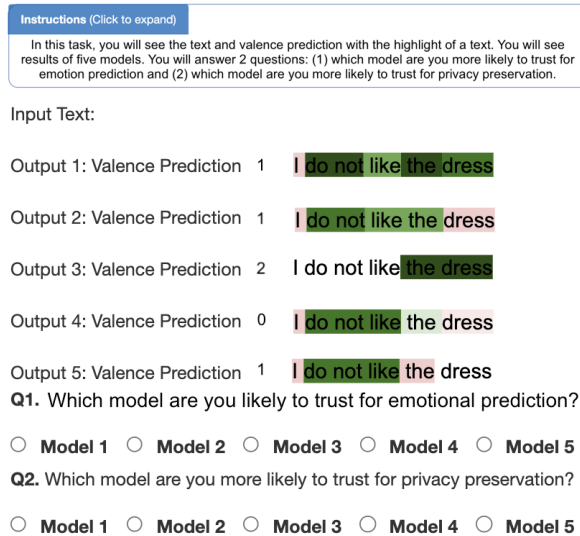 Instructions (Click to expand)
In this task, you will see the text and valence prediction with the highlight of a text. You will see
results of five models. You will answer 2 questions: (1) which model are you more likely to trust for
emotion prediction and (2) which model are you more likely to trust for privacy preservation.
Input Text:
Output 1: Valence Prediction 1 I do not like the dress
Output 2: Valence Prediction 1 I do not like the dress
Output 3: Valence Prediction 2 I do not like the dress
Output 4: Valence Prediction 0 I do not like the dress
Output 5: Valence Prediction 1 I do not like the dress
Q1. Which model are you likely to trust for emotional prediction?
Model 1 Model 2 Model 3 Model 4 Model 5
Q2. Which model are you more likely to trust for privacy preservation?
Model 1 Model 2 Model 3 Model 4 Model 5